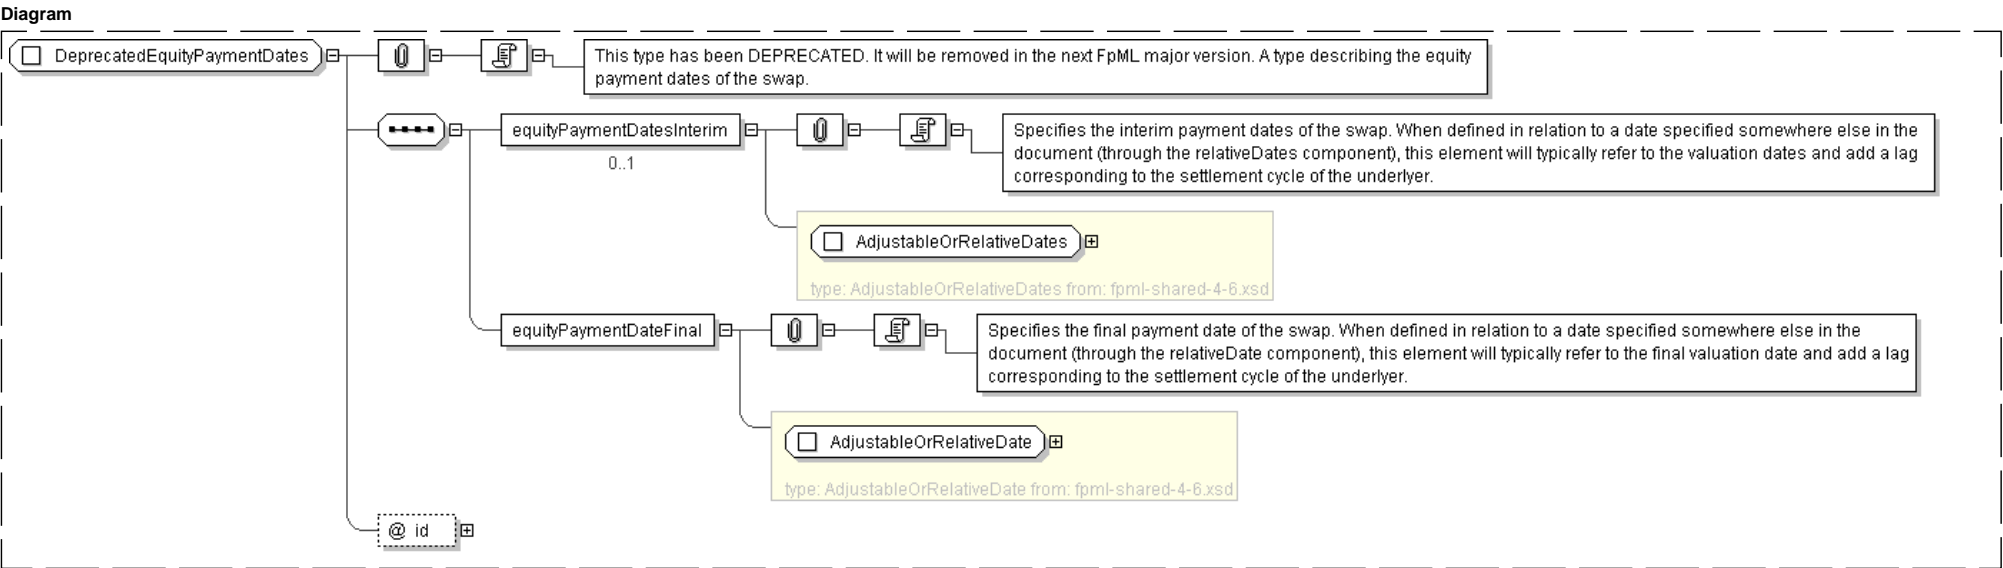 Diagram
DeprecatedEquityPaymentDates
This type has been DEPRECATED. It will be removed in the next FpML major version. A type describing the equity
payment dates of the swap.
equityPaymentDatesInterim
0..1
Specifies the interim payment dates of the swap. When defined in relation to a date specified somewhere else in the
document (through the relativeDates component), this element will typically refer to the valuation dates and add a lag
corresponding to the settlement cycle of the underlyer.
AdjustableOrRelativeDates
type: AdjustableOrRelativeDates from: fpml-shared-4-6.xsd
equityPaymentDateFinal
Specifies the final payment date of the swap. When defined in relation to a date specified somewhere else in the
document (through the relativeDate component), this element will typically refer to the final valuation date and add a lag
corresponding to the settlement cycle of the underlyer.
AdjustableOrRelativeDate
type: AdjustableOrRelativeDate from: fpml-shared-4-6.xsd
@ id